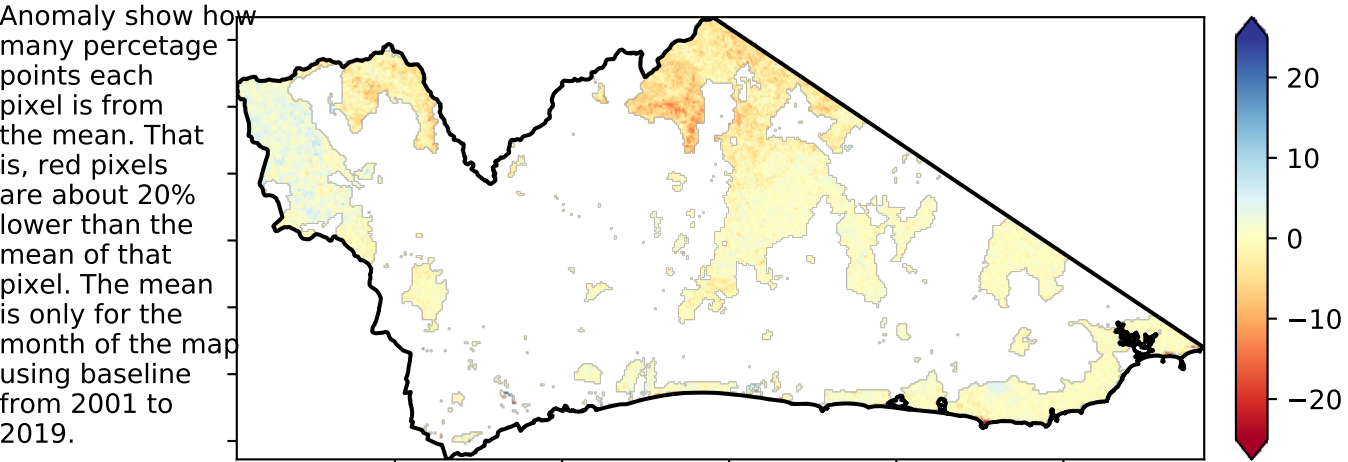 Anomaly show how
many percetage
points each
pixel is from
the mean. That
is, red pixels
are about 20%
lower than the
mean of that
pixel. The mean
is only for the
month of the map
using baseline
from 2001 to
2019.
20
10
0
−10
−20